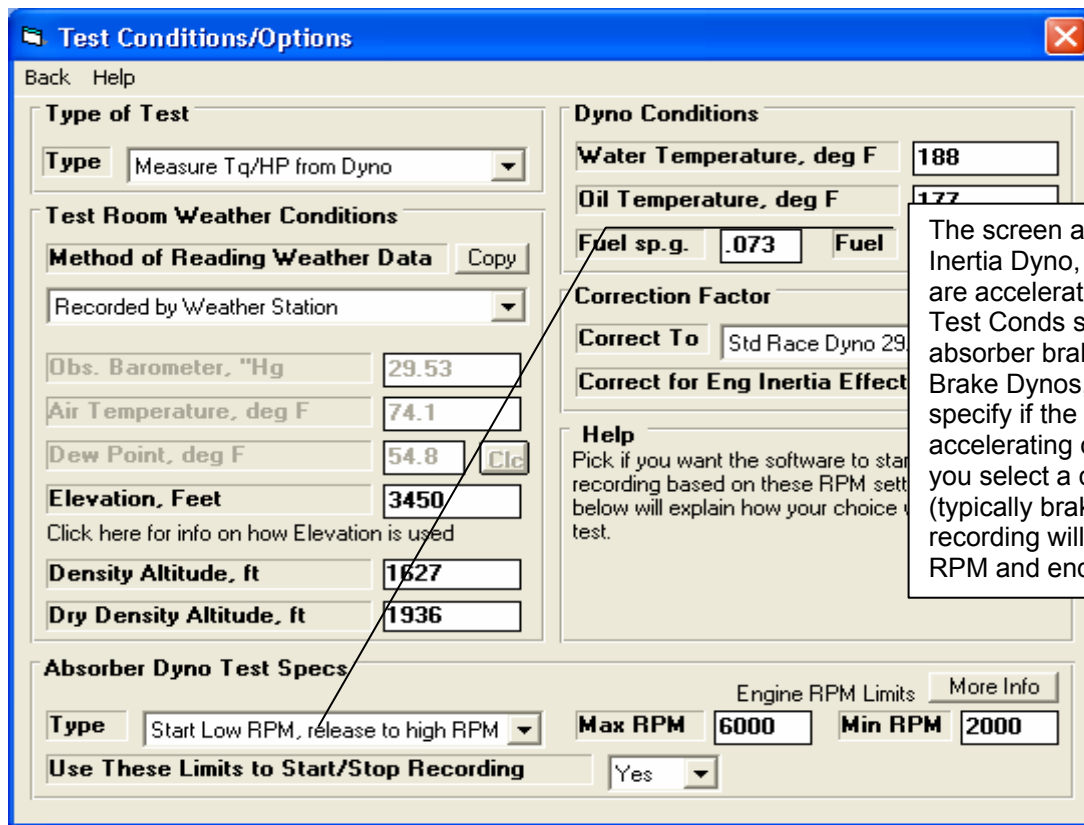 Test Conditions/Options
Back Help
Type of Test
Type Measure Tq/HP from Dyno
Test Room Weather Conditions
Method of Reading Weather Data Copy
Recorded by Weather Station
Obs. Barometer, "Hg 29.53
Air Temperature, deg F 74.1
Dew Point, deg F 54.8 Clc
Elevation, Feet 3450
Click here for info on how Elevation is used
Density Altitude, ft 1627
Dry Density Altitude, ft 1936
Dyno Conditions
Water Temperature, deg F 188
Oil Temperature, deg F 177
Fuel sp.g. .073 Fuel
Correction Factor
Correct To Std Race Dyno 29.
Correct for Eng Inertia Effect
Help
Pick if you want the software to star
recording based on these RPM sett
below will explain how your choice
test.
The screen a
Inertia Dyno,
are accelerat
Test Conds s
absorber bra
Brake Dynos
specify if the
accelerating
you select a
(typically bra
recording will
RPM and en
Absorber Dyno Test Specs
Engine RPM Limits More Info
Type Start Low RPM, release to high RPM Max RPM 6000 Min RPM 2000
Use These Limits to Start/Stop Recording Yes